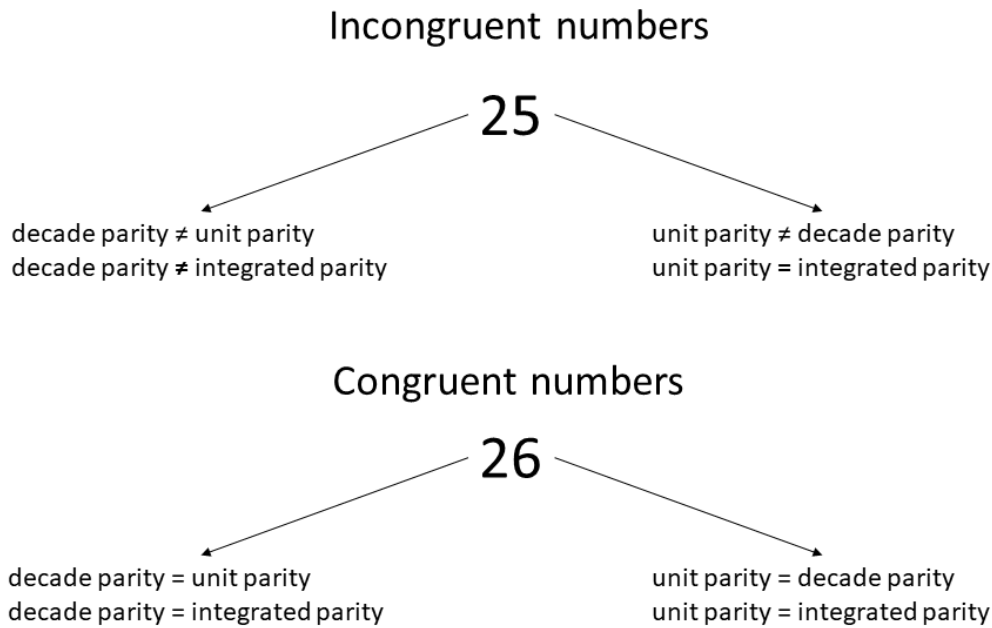 Incongruent numbers
25
decade parity ≠ unit parity
decade parity ≠ integrated parity
unit parity ≠ decade parity
unit parity = integrated parity
Congruent numbers
26
decade parity = unit parity
decade parity = integrated parity
unit parity = decade parity
unit parity = integrated parity